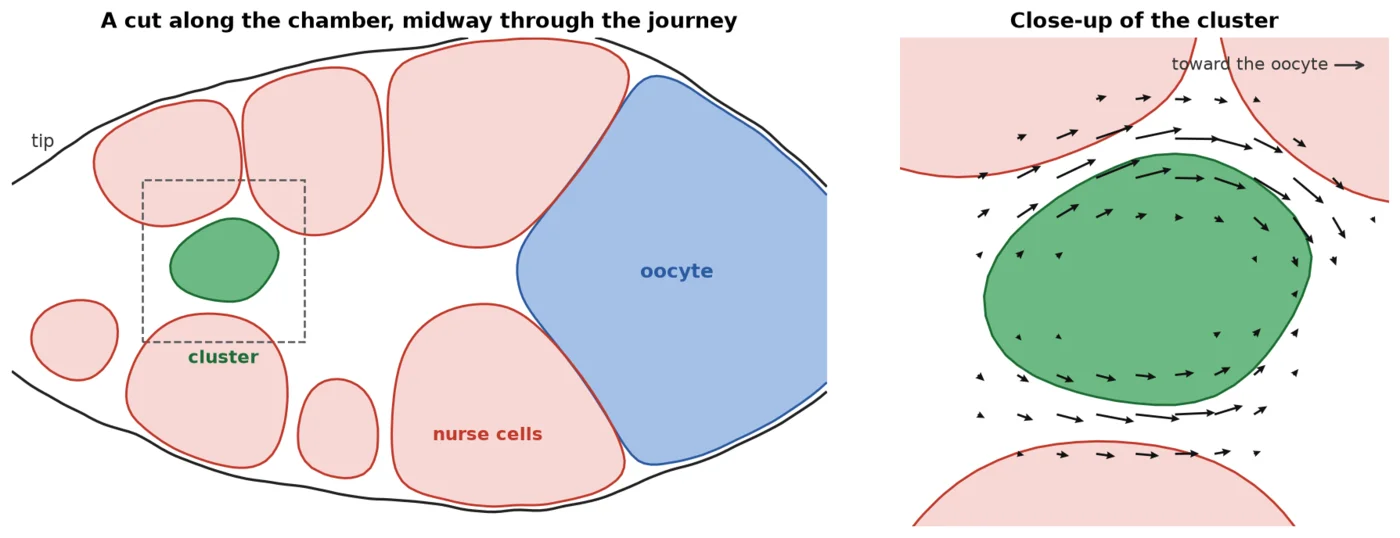 A cut along the chamber, midway through the journey
tip
cluster
nurse cells
oocyte
Close-up of the cluster
toward the oocyte